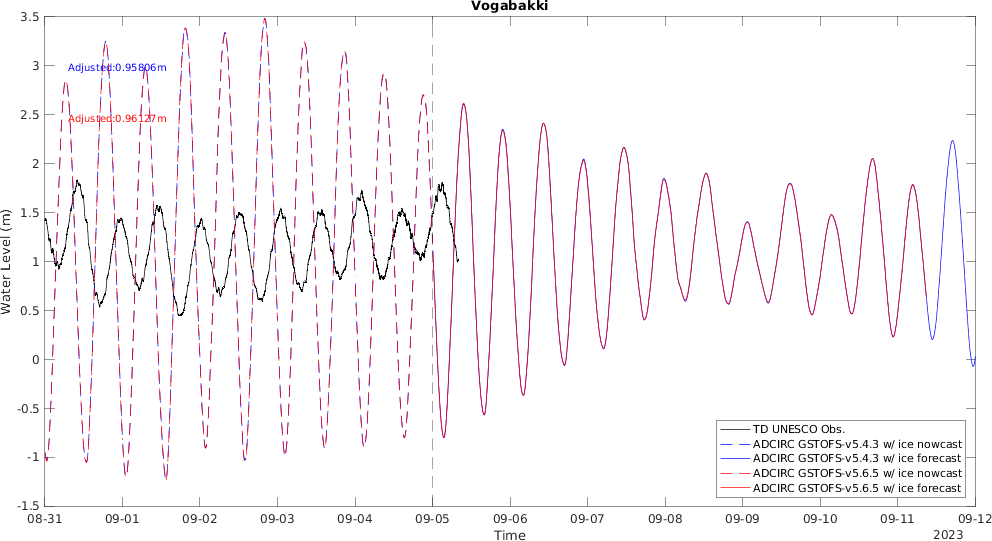 Vogabakki
3.5
3
2.5
2
1.5
1
0.5
0
-0.5
-1
-1.5
Water Level (m)
Adjusted:0.95806m
Adjusted:0.96127m
TD UNESCO Obs.
ADCIRC GSTOFS-v5.4.3 w/ ice nowcast
ADCIRC GSTOFS-v5.4.3 w/ ice forecast
ADCIRC GSTOFS-v5.6.5 w/ ice nowcast
ADCIRC GSTOFS-v5.6.5 w/ ice forecast
08-31 09-01 09-02 09-03 09-04 09-05 09-06 09-07 09-08 09-09 09-10 09-11 09-12
Time
2023